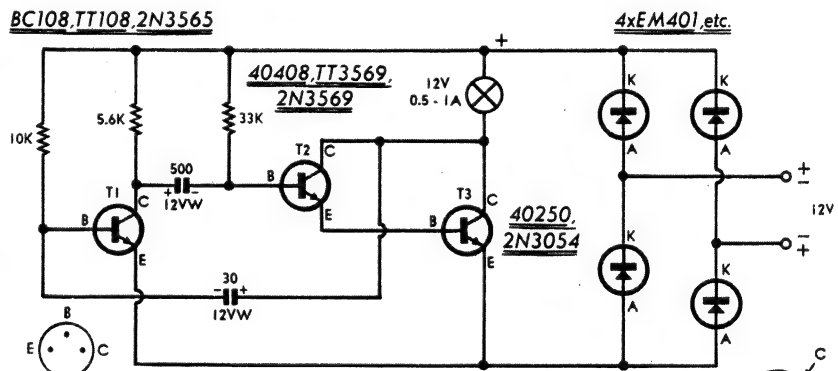 BC108,TT108,2N3565
4xEM401,etc.
+
40408,TT3569,
2N3569
12V
0.5 - 1A
K
K
10K
5.6K
33K
A
A
T2
C
500
+ -
12VW
B
E
T1
C
B
E
T3
C
B
E
40250,
2N3054
+
-
12V
-
+
K
K
A
A
- 30 +
12VW
B
E
C
C